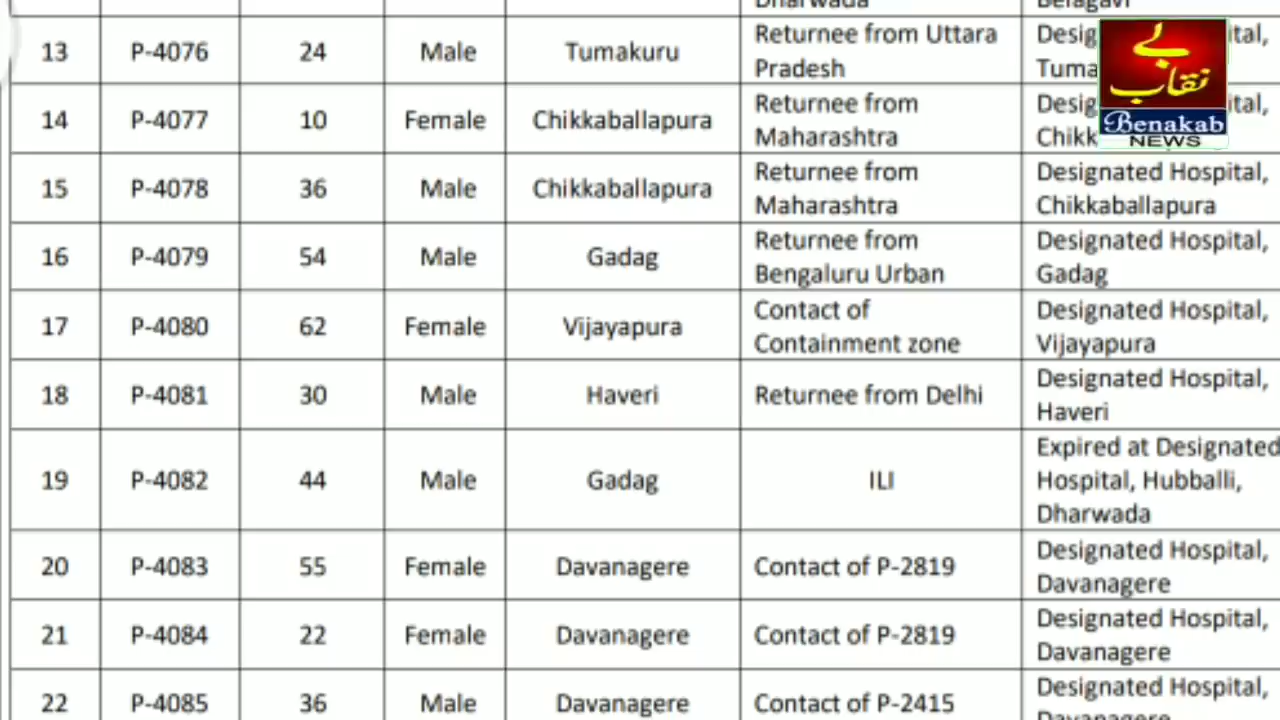 Dharwada Belagavi
13 P-4076 24 Male Tumakuru Returnee from Uttara
Pradesh
14 P-4077 10 Female Chikkaballapura Returnee from
Maharashtra
15 P-4078 36 Male Chikkaballapura Returnee from Designated Hospital,
Maharashtra Chikkaballapura
16 P-4079 54 Male Gadag Returnee from Designated Hospital,
Bengaluru Urban Gadag
17 P-4080 62 Female Vijayapura Contact of Designated Hospital,
Containment zone Vijayapura
18 P-4081 30 Male Haveri Returnee from Delhi Designated Hospital,
Haveri
19 P-4082 44 Male Gadag ILI Expired at Designated
Hospital, Hubballi,
Dharwada
20 P-4083 55 Female Davanagere Contact of P-2819 Designated Hospital,
Davanagere
21 P-4084 22 Female Davanagere Contact of P-2819 Designated Hospital,
Davanagere
22 P-4085 36 Male Davanagere Contact of P-2415 Designated Hospital,
Davanagere
بے
نقاب
Benakab
NEWS